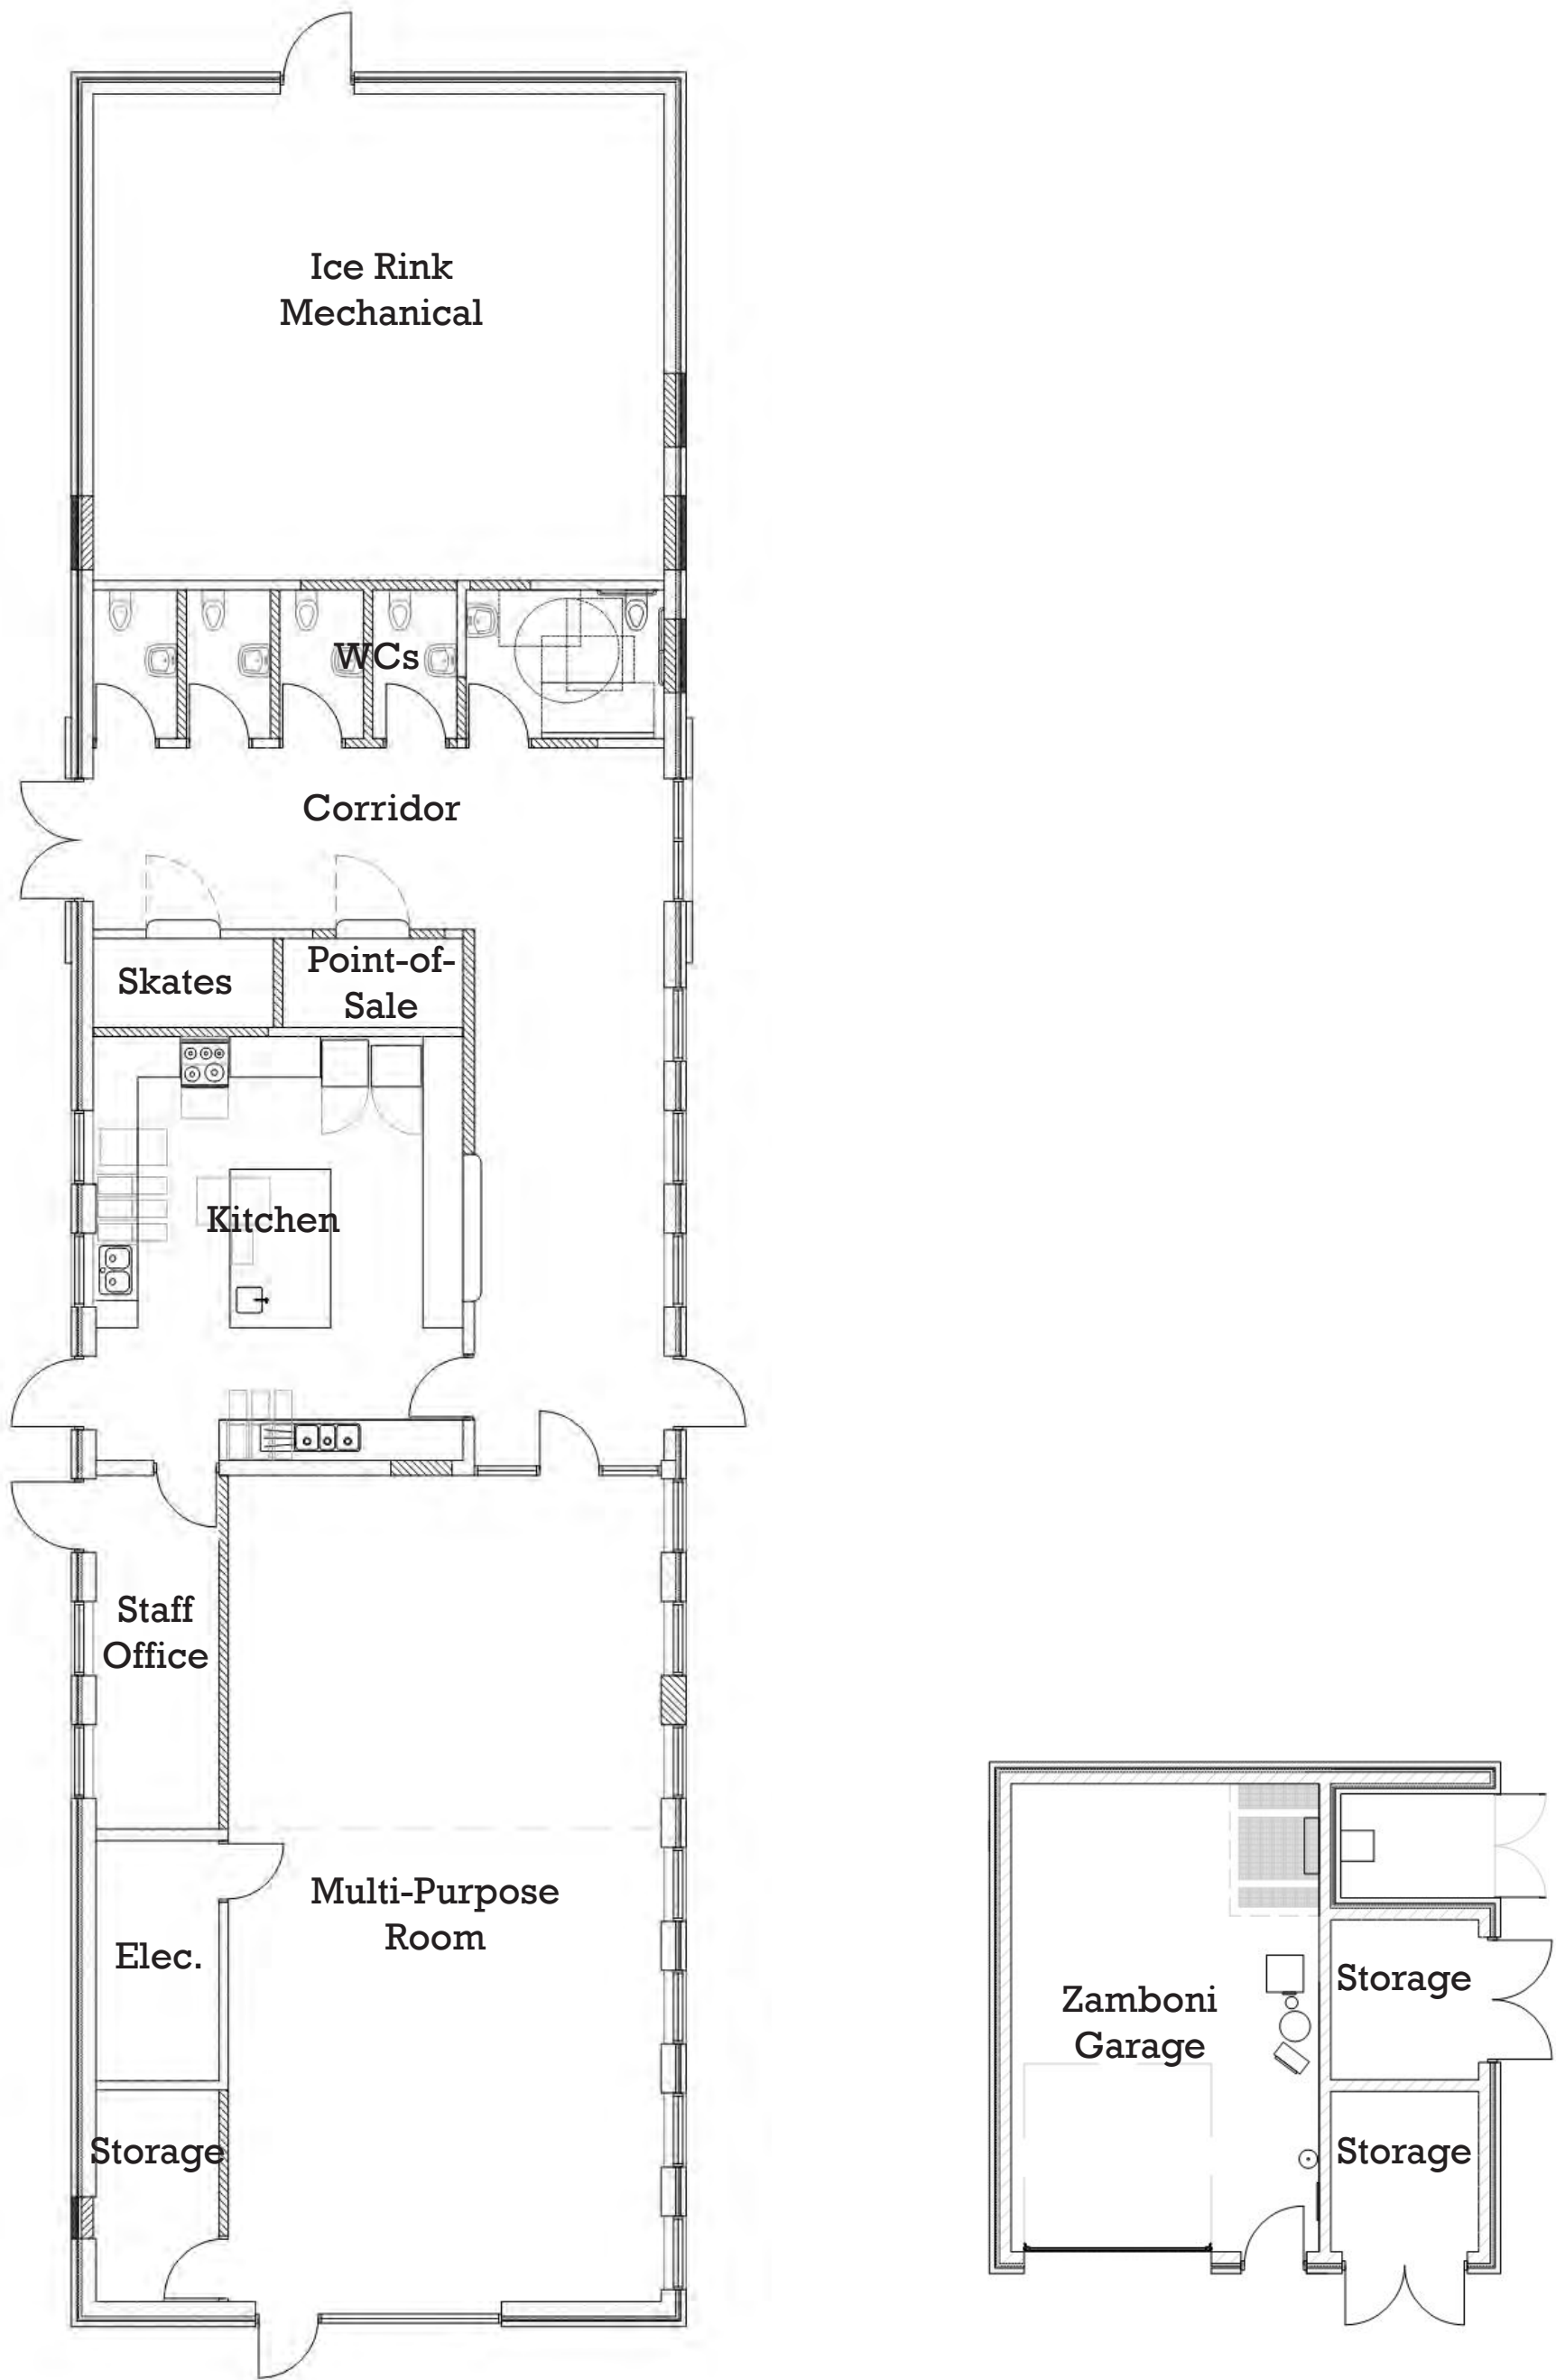 Ice Rink
Mechanical
WCs
Corridor
Skates
Point-of-
Sale
Kitchen
Staff
Office
Multi-Purpose
Room
Elec.
Storage
Zamboni
Garage
Storage
Storage